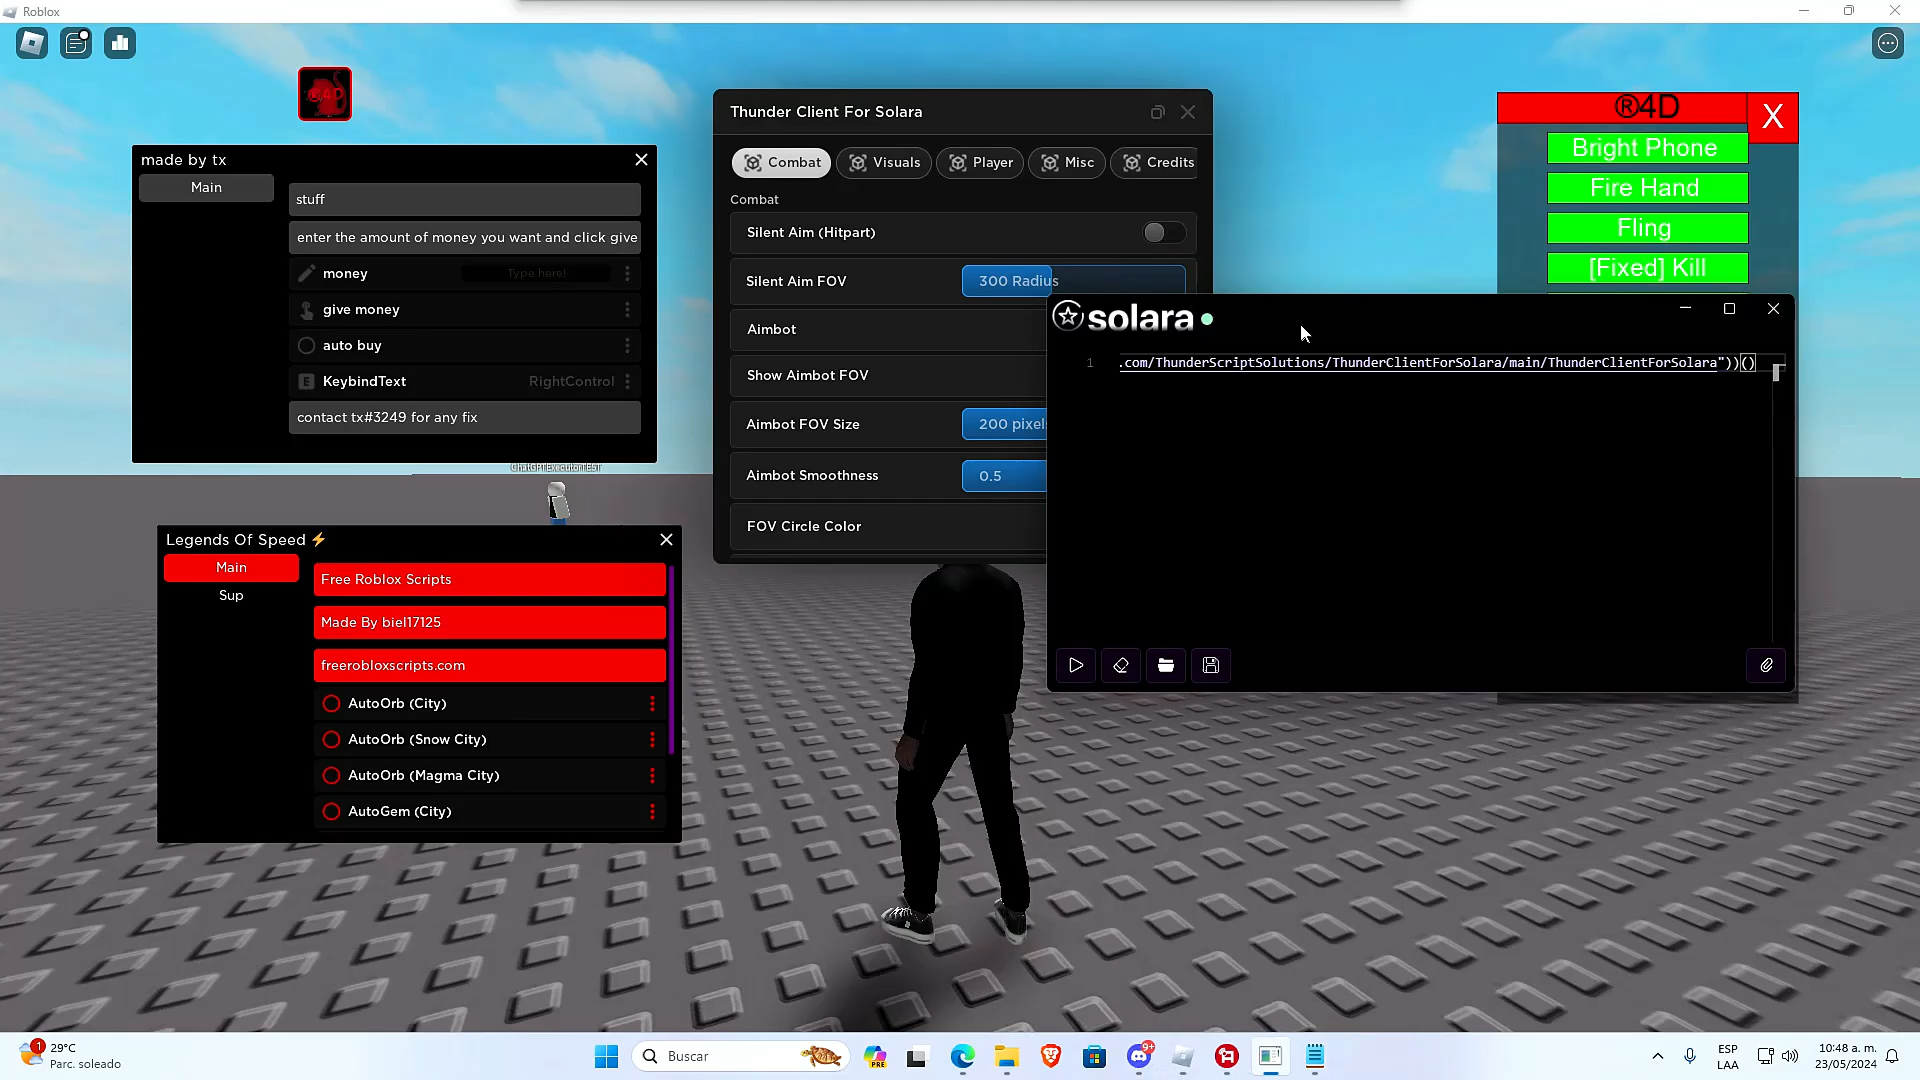 Roblox
®4D
made by tx
Main
stuff
enter the amount of money you want and click give
money
Type here!
give money
auto buy
E
KeybindText
RightControl
contact tx#3249 for any fix
ChatGPTExecutorTEST
Legends Of Speed ⚡
Main
Sup
Free Roblox Scripts
Made By biel17125
freerobloxscripts.com
AutoOrb (City)
AutoOrb (Snow City)
AutoOrb (Magma City)
AutoGem (City)
Thunder Client For Solara
Combat
Visuals
Player
Misc
Credits
Combat
Silent Aim (Hitpart)
Silent Aim FOV
300 Radius
Aimbot
Show Aimbot FOV
Aimbot FOV Size
200 pixel
Aimbot Smoothness
0.5
FOV Circle Color
®4D
X
Bright Phone
Fire Hand
Fling
[Fixed] Kill
solara
1
.com/ThunderScriptSolutions/ThunderClientForSolara/main/ThunderClientForSolara"))()
1
29°C
Parc. soleado
Buscar
PRE
9+
ESP
LAA
10:48 a. m.
23/05/2024